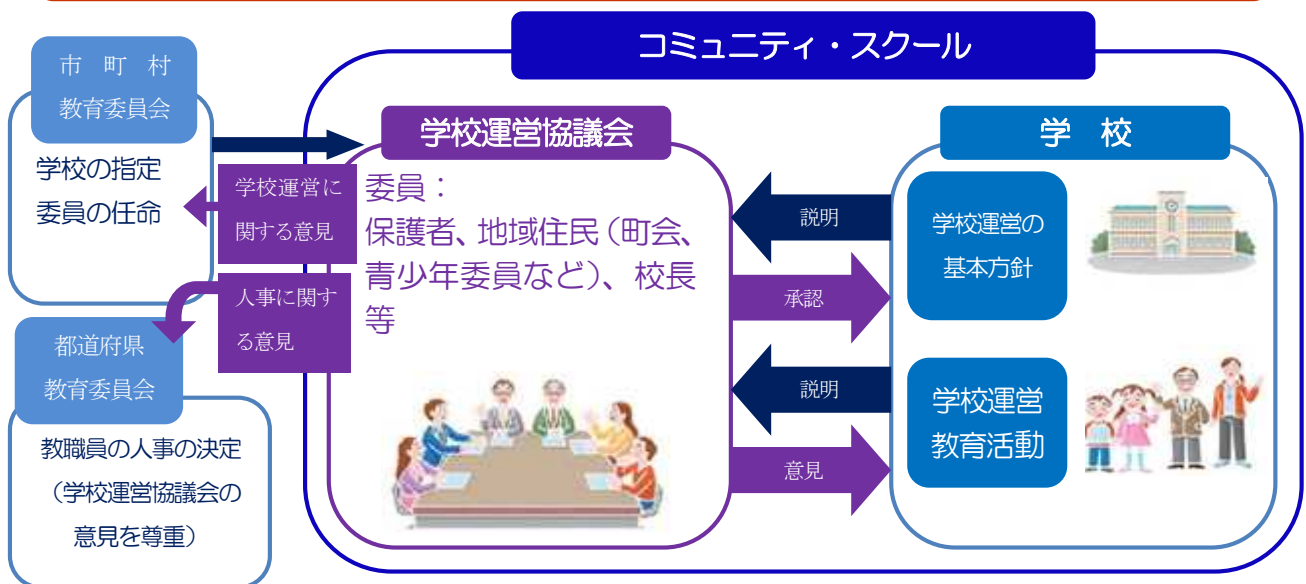 コミュニティ・スクール
市 町 村
教育委員会
学校の指定
委員の任命
学校運営に
関する意見
人事に関す
る意見
都道府県
教育委員会
教職員の人事の決定
(学校運営協議会の
意見を尊重)
学校運営協議会
委員:
保護者、地域住民(町会、
青少年委員など)、校長
等
説明
承認
説明
意見
学 校
学校運営の
基本方針
学校運営
教育活動